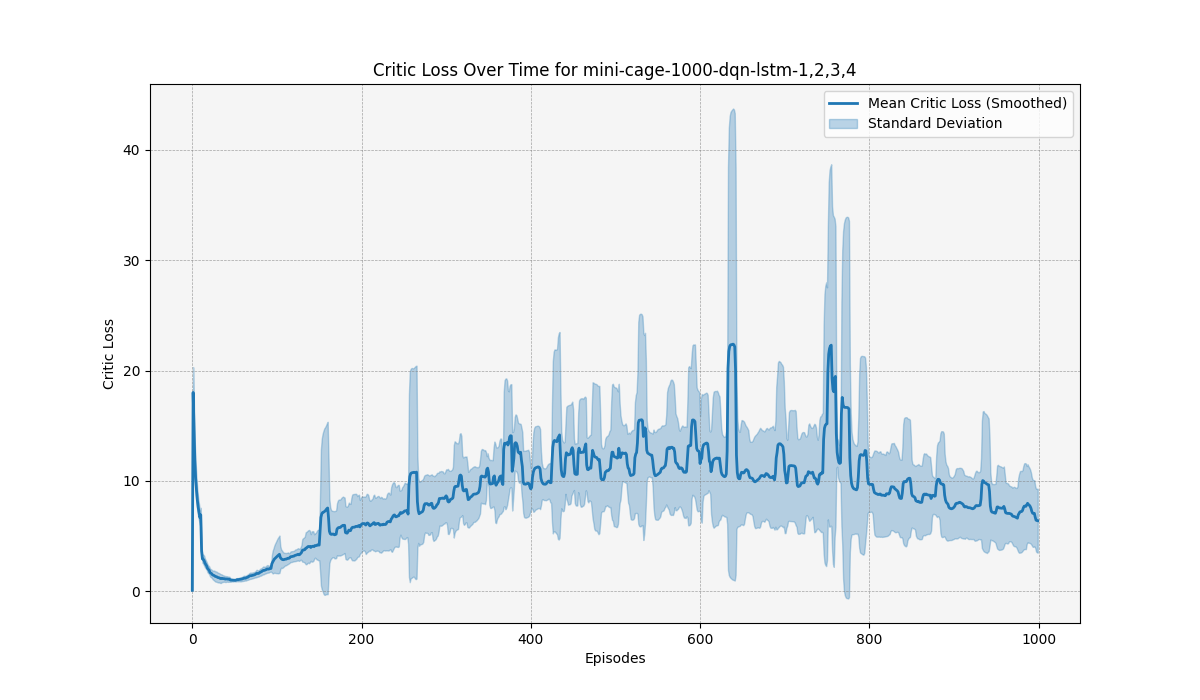 Critic Loss Over Time for mini-cage-1000-dqn-lstm-1,2,3,4
Mean Critic Loss (Smoothed)
Standard Deviation
Critic Loss
40
30
20
10
0
0 200 400 600 800 1000
Episodes